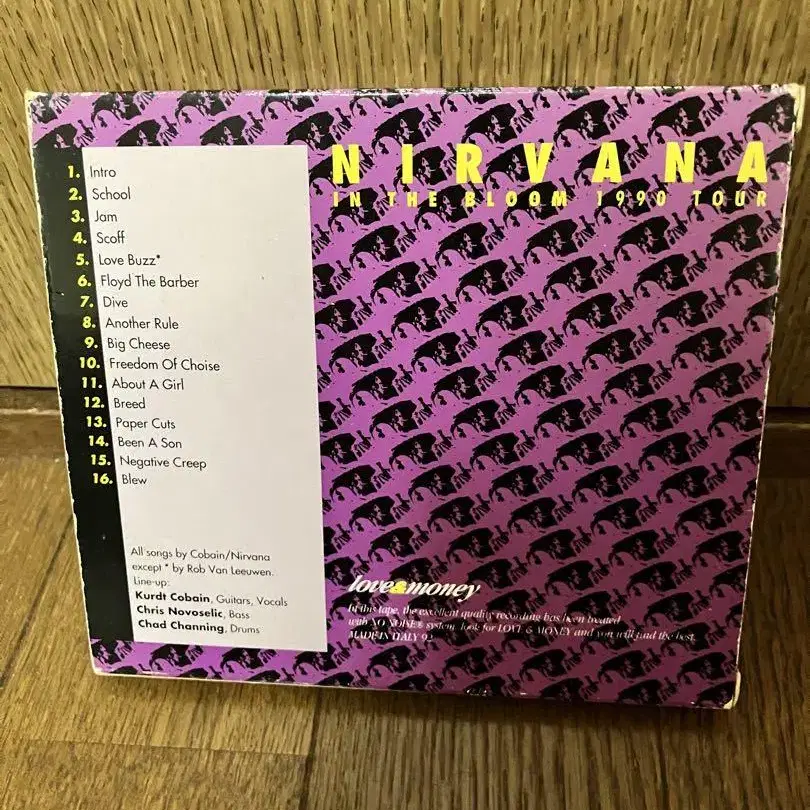 NIRVANA
IN THE BLOOM 1990 TOUR
1. Intro
2. School
3. Jam
4. Scoff
5. Love Buzz*
6. Floyd The Barber
7. Dive
8. Another Rule
9. Big Cheese
10. Freedom Of Choise
11. About A Girl
12. Breed
13. Paper Cuts
14. Been A Son
15. Negative Creep
16. Blew
All songs by Cobain/Nirvana
except * by Rob Van Leeuwen.
Line-up:
Kurdt Cobain, Guitars, Vocals
Chris Novoselic, Bass
Chad Channing, Drums
love&money
In this tape, the excellent quality recording has been treated
with NO NOISE® system. look for LOVE & MONEY and you will find the best.
MADE IN ITALY 92